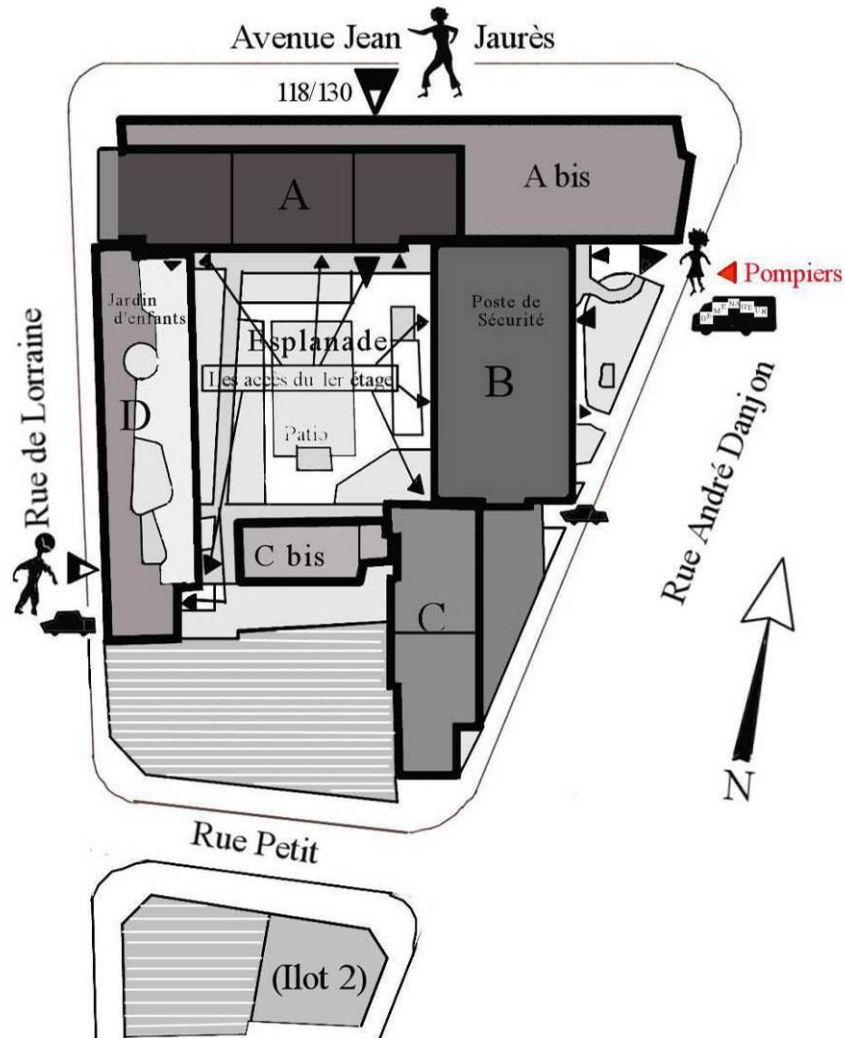 Avenue Jean Jaurès
118/130
A bis
A
Pompiers
DEMENAGEUR
Jardin
d'enfants
Poste de
Sécurité
Esplanade
Les accès du 1er étage
B
D
Patio
Rue de Lorraine
Rue André Danjon
C bis
C
N
Rue Petit
(Ilot 2)